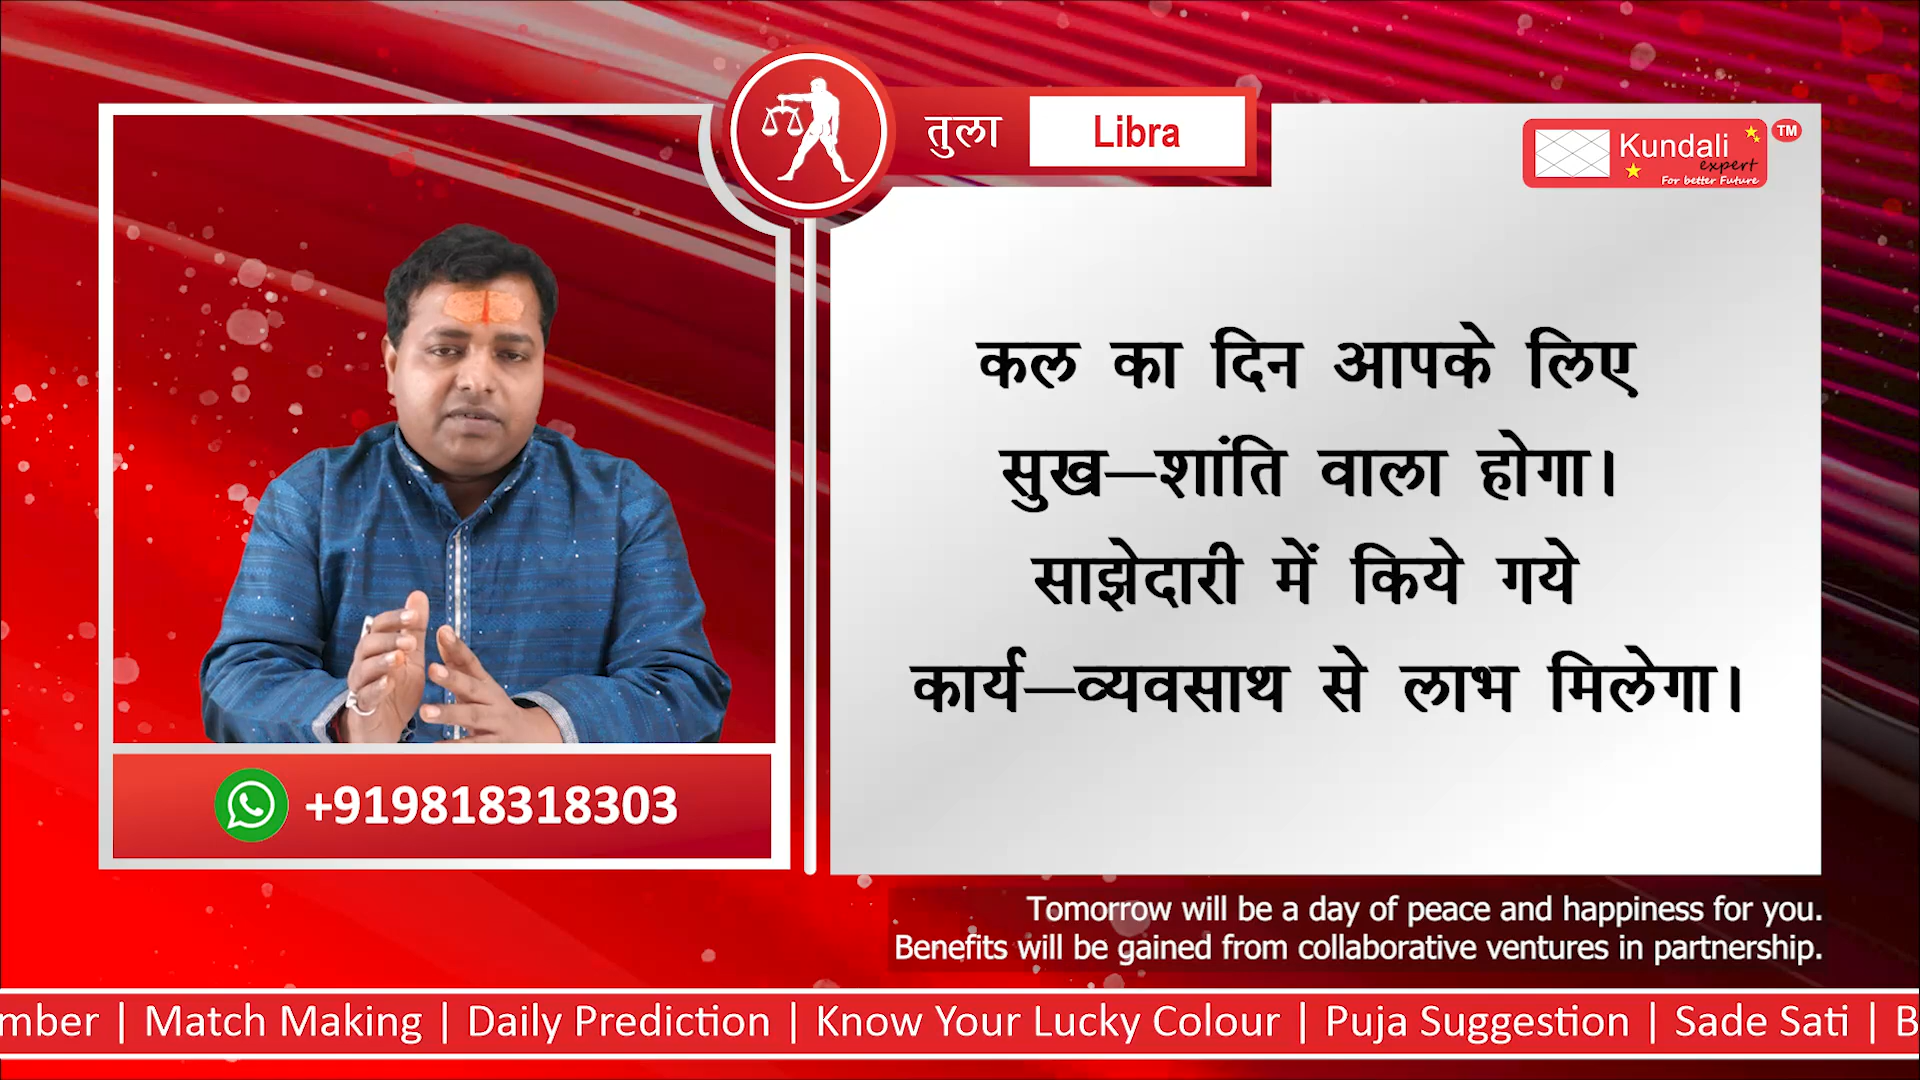 तुला
Libra
Kundali
expert
For better Future
TM
कल का दिन आपके लिए
सुख–शांति वाला होगा।
साझेदारी में किये गये
कार्य–व्यवसाथ से लाभ मिलेगा।
+919818318303
Tomorrow will be a day of peace and happiness for you.
Benefits will be gained from collaborative ventures in partnership.
mber | Match Making | Daily Prediction | Know Your Lucky Colour | Puja Suggestion | Sade Sati | B